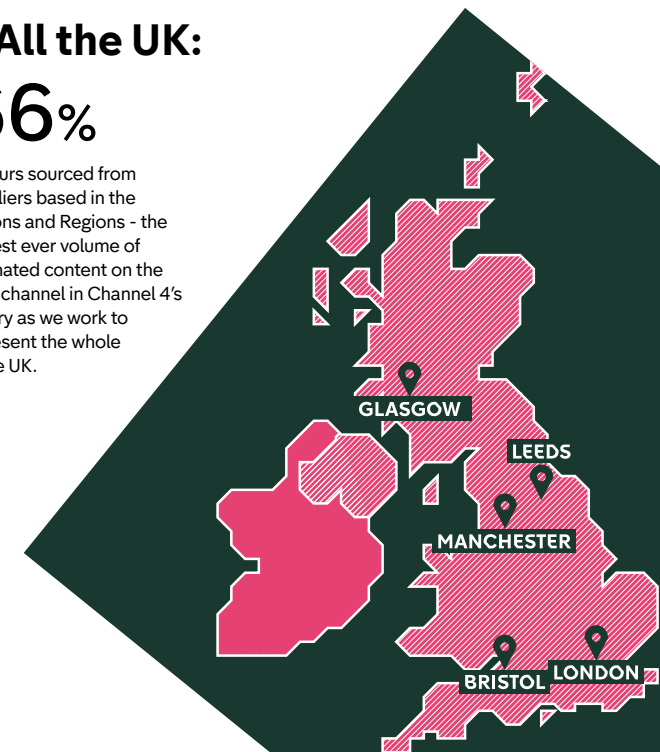 All the UK:
66%
urs sourced from
liers based in the
ons and Regions - the
est ever volume of
nated content on the
channel in Channel 4's
ry as we work to
esent the whole
e UK.
GLASGOW
LEEDS
MANCHESTER
BRISTOL
LONDON